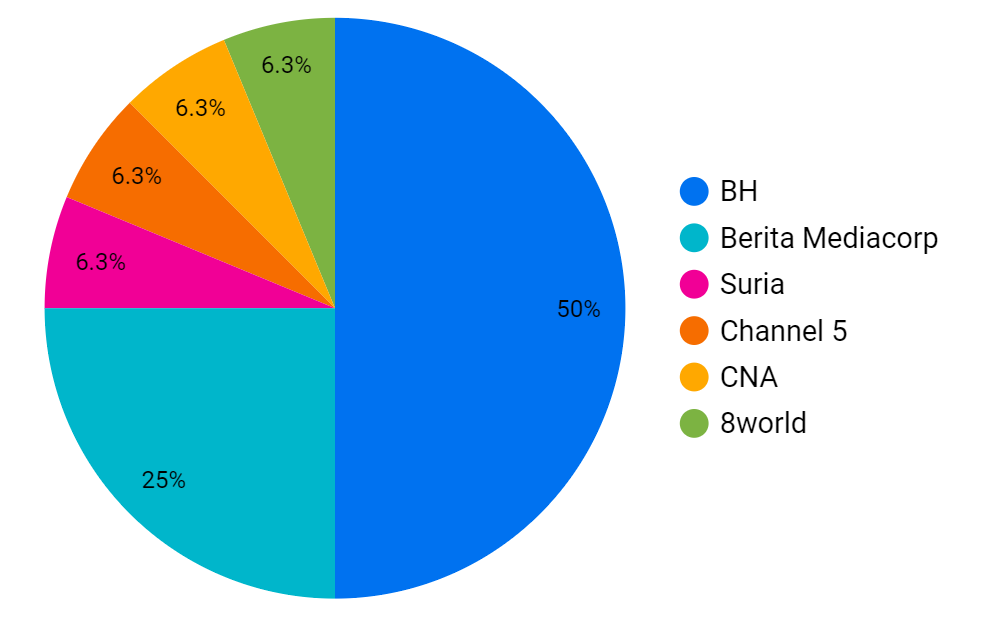 6.3%
6.3%
6.3%
6.3%
50%
25%
BH
Berita Mediacorp
Suria
Channel 5
CNA
8world